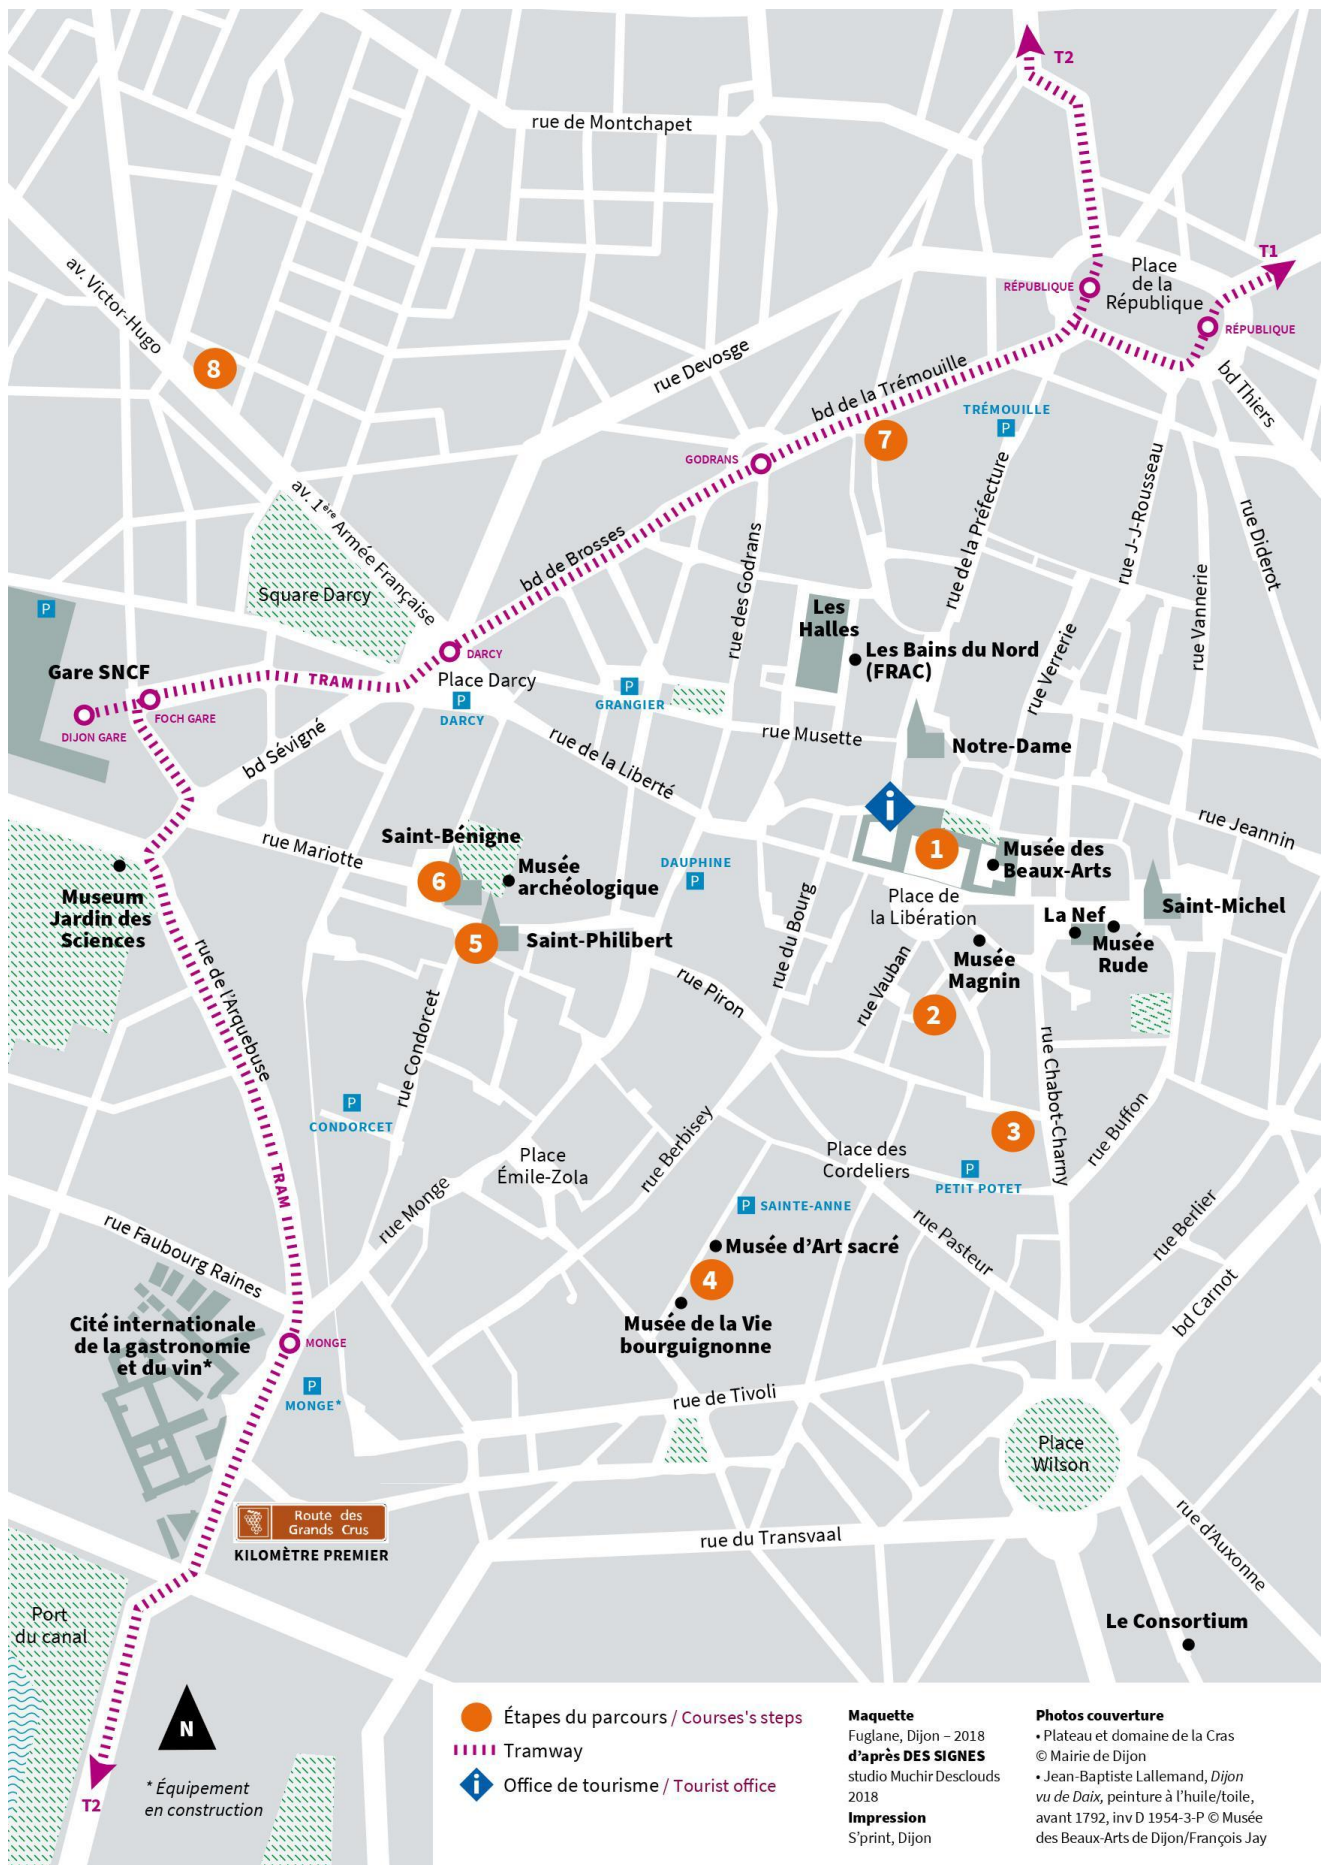 T2
rue de Montchapet
T1
Place
de la
République
RÉPUBLIQUE
RÉPUBLIQUE
av. Victor-Hugo
8
rue Devosge
bd de la Trémouille
bd Thiers
TRÉMOUILLE
P
7
GODRANS
av. 1ère Armée Française
bd de Brosses
rue des Godrans
rue de la Préfecture
rue J-J-Rousseau
rue Diderot
rue Vannerie
Square Darcy
P
Les
Halles
Les Bains du Nord
(FRAC)
rue Verrerie
Gare SNCF
DARCY
TRAM
Place Darcy
P
DARCY
P
GRANGIER
FOCH GARE
DIJON GARE
bd Sévigné
rue de la Liberté
rue Musette
Notre-Dame
i
rue Jeannin
rue Mariotte
Saint-Bénigne
6
Musée
archéologique
DAUPHINE
P
1
Musée des
Beaux-Arts
Museum
Jardin des
Sciences
Place de
la Libération
rue du Bourg
La Nef
Saint-Michel
5
Saint-Philibert
Musée
Rude
Musée
Magnin
rue de l'Arquebuse
rue Piron
rue Vauban
2
rue Condorcet
rue Chabot-Charny
P
CONDORCET
3
rue Buffon
rue Berbisey
Place
Émile-Zola
Place des
Cordeliers
P
PETIT POTET
TRAM
rue Monge
P SAINTE-ANNE
rue Faubourg Raines
rue Pasteur
rue Berlier
Musée d'Art sacré
4
bd Carnot
Cité internationale
de la gastronomie
et du vin*
MONGE
Musée de la Vie
bourguignonne
P
MONGE*
rue de Tivoli
Place
Wilson
Route des
Grands Crus
KILOMÈTRE PREMIER
rue du Transvaal
rue d'Auxonne
Port
du canal
Le Consortium
N
* Équipement
en construction
T2
Étapes du parcours / Courses's steps
Tramway
i Office de tourisme / Tourist office
Maquette
Fuglane, Dijon – 2018
d'après DES SIGNES
studio Muchir Desclouds
2018
Impression
S'print, Dijon
Photos couverture
• Plateau et domaine de la Cras
© Mairie de Dijon
• Jean-Baptiste Lallemand, Dijon
vu de Daix, peinture à l'huile/toile,
avant 1792, inv D 1954-3-P © Musée
des Beaux-Arts de Dijon/François Jay